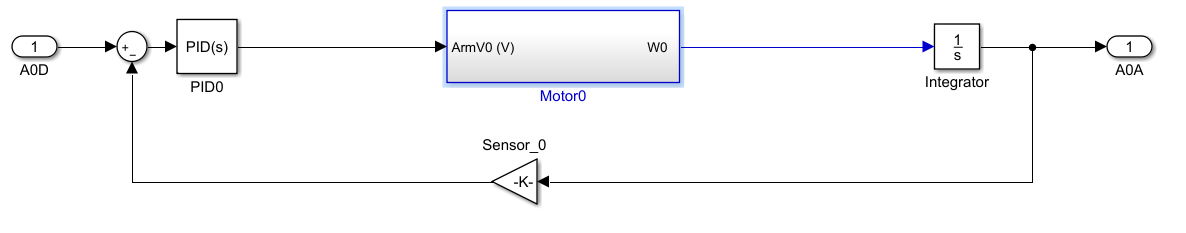 1
A0D
+
−
PID(s)
PID0
ArmV0 (V)
W0
Motor0
1
s
Integrator
1
A0A
Sensor_0
-K-